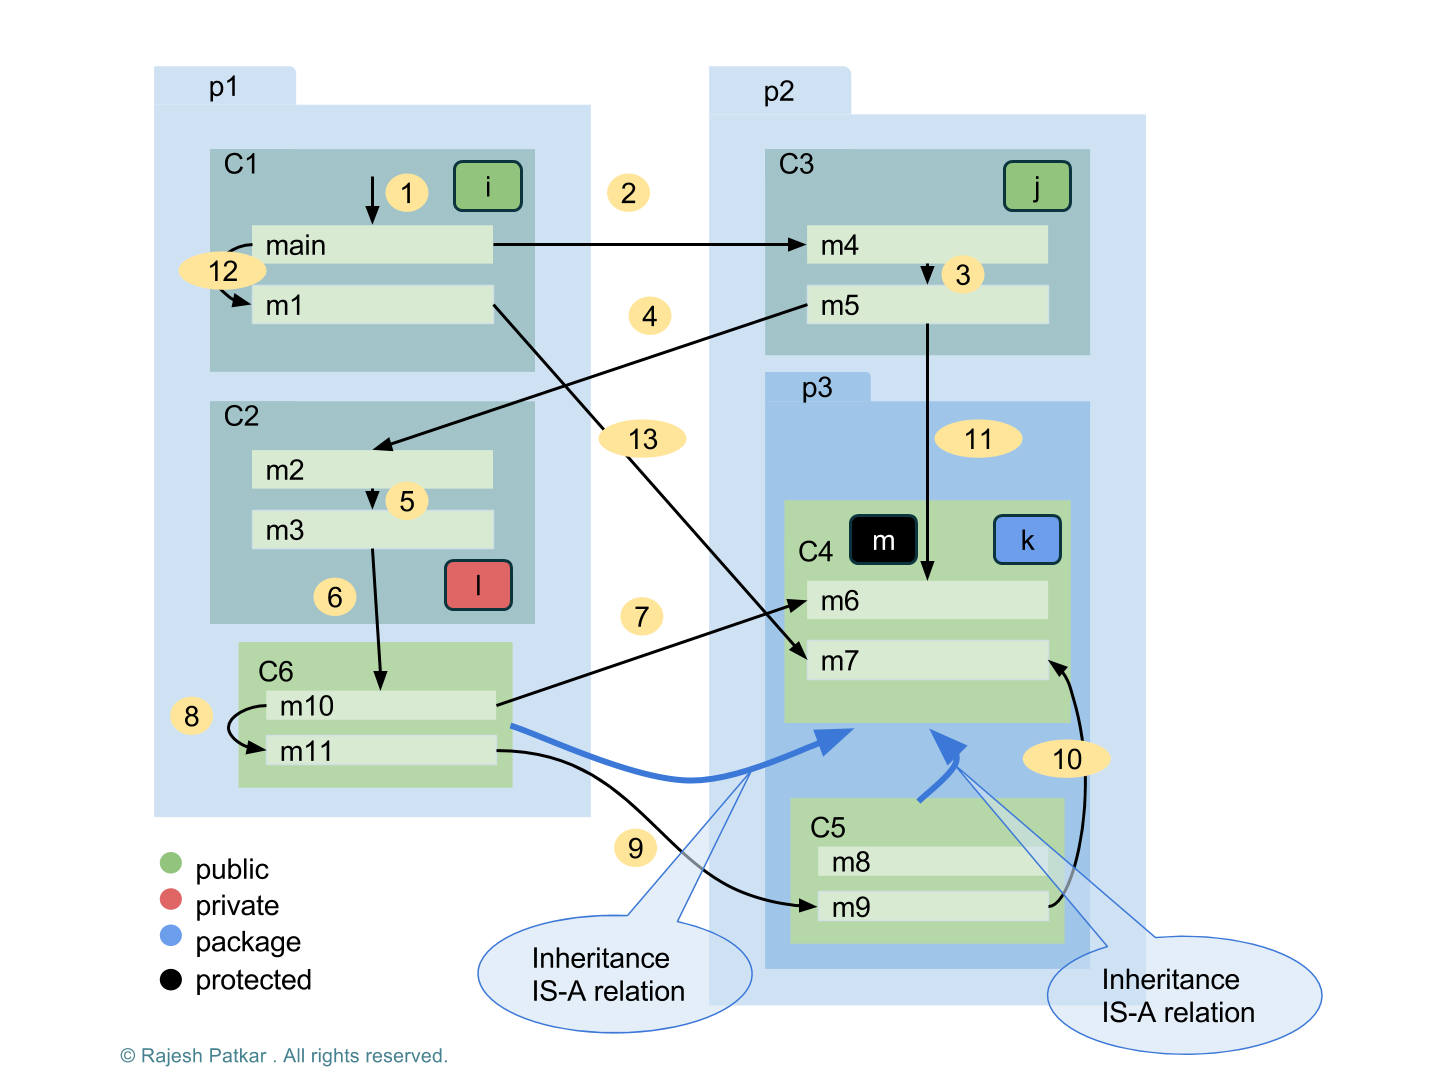 p1
p2
C1
i
1
2
C3
j
main
m4
12
3
m1
4
m5
p3
C2
13
11
m2
5
m3
C4
m
k
6
l
7
m6
m7
C6
m10
8
m11
10
C5
9
m8
m9
public
private
package
protected
Inheritance
IS-A relation
Inheritance
IS-A relation
© Rajesh Patkar . All rights reserved.